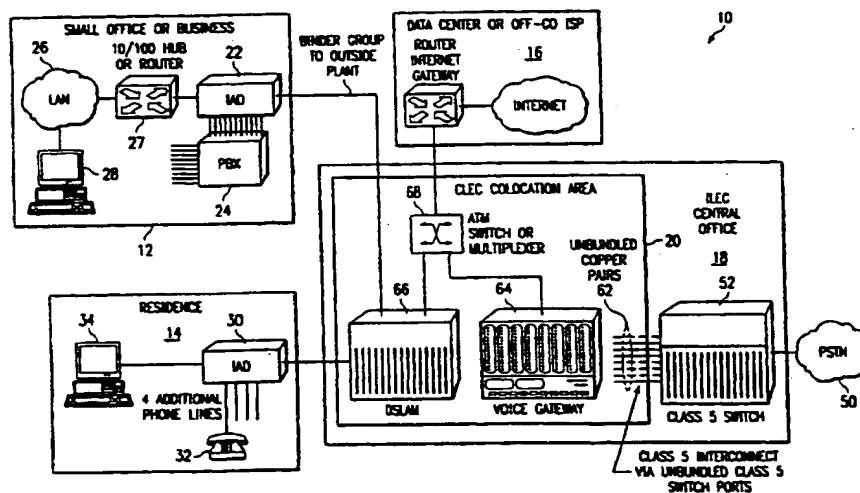 10
SMALL OFFICE OR BUSINESS
26
10/100 HUB
OR ROUTER
22
LAN
IAD
27
28
PBX
24
12
BINDER GROUP
TO OUTSIDE
PLANT
DATA CENTER OR OFF-CO ISP
ROUTER
INTERNET
GATEWAY
16
INTERNET
CLEC COLOCATION AREA
68
ATM
SWITCH OR
MULTIPLEXER
20
UNBUNDLED
COPPER
PAIRS
62
ILEC
CENTRAL
OFFICE
18
52
66
64
DSLAM
VOICE GATEWAY
CLASS 5 SWITCH
PSTN
50
CLASS 5 INTERCONNECT
VIA UNBUNDLED CLASS 5
SWITCH PORTS
RESIDENCE
34
14
30
IAD
4 ADDITIONAL
PHONE LINES
32